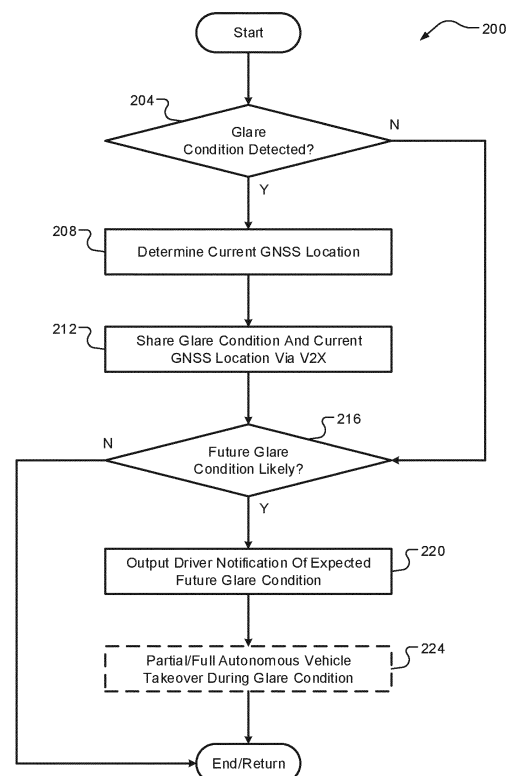 Start
200
204
Glare
Condition Detected?
N
Y
208
Determine Current GNSS Location
212
Share Glare Condition And Current
GNSS Location Via V2X
216
N
Future Glare
Condition Likely?
Y
220
Output Driver Notification Of Expected
Future Glare Condition
224
Partial/Full Autonomous Vehicle
Takeover During Glare Condition
End/Return